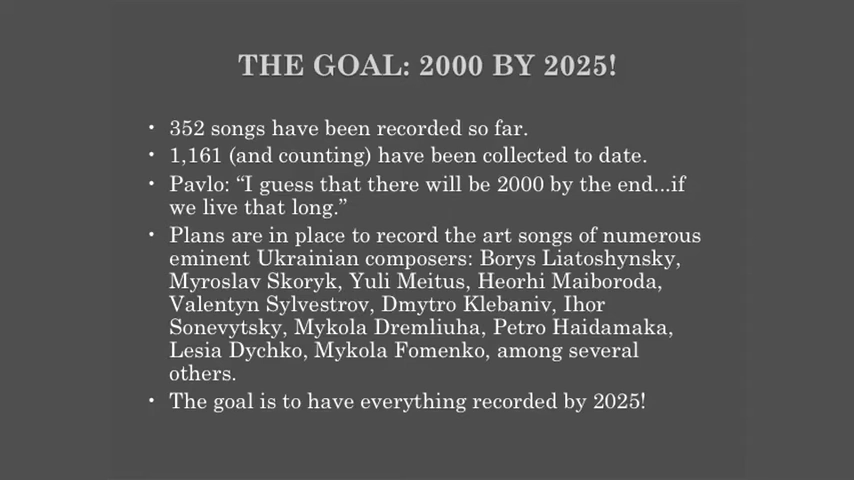 THE GOAL: 2000 BY 2025!
• 352 songs have been recorded so far.
• 1,161 (and counting) have been collected to date.
• Pavlo: “I guess that there will be 2000 by the end...if
we live that long.”
• Plans are in place to record the art songs of numerous
eminent Ukrainian composers: Borys Liatoshynsky,
Myroslav Skoryk, Yuli Meitus, Heorhi Maiboroda,
Valentyn Sylvestrov, Dmytro Klebaniv, Ihor
Sonevytsky, Mykola Dremliuha, Petro Haidamaka,
Lesia Dychko, Mykola Fomenko, among several
others.
• The goal is to have everything recorded by 2025!